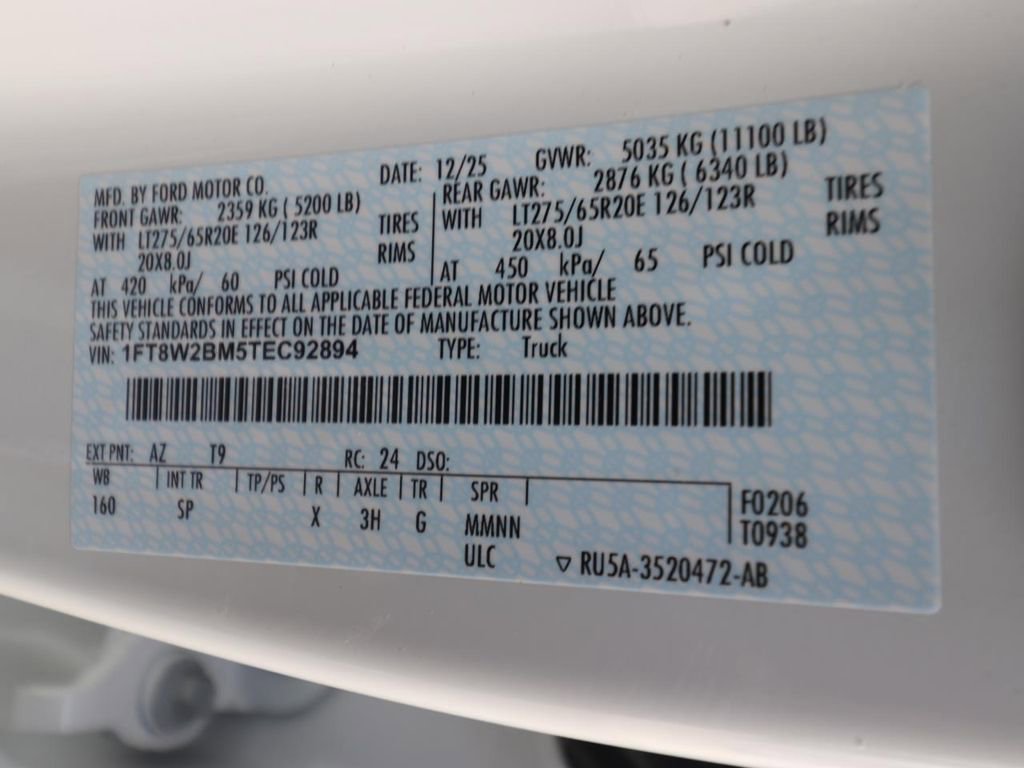 MFD. BY FORD MOTOR CO. DATE: 12/25 GVWR: 5035 KG (11100 LB)
FRONT GAWR: 2359 KG ( 5200 LB) REAR GAWR: 2876 KG ( 6340 LB)
WITH LT275/65R20E 126/123R TIRES WITH LT275/65R20E 126/123R TIRES
20X8.0J RIMS 20X8.0J RIMS
AT 420 kPa/ 60 PSI COLD AT 450 kPa/ 65 PSI COLD
THIS VEHICLE CONFORMS TO ALL APPLICABLE FEDERAL MOTOR VEHICLE
SAFETY STANDARDS IN EFFECT ON THE DATE OF MANUFACTURE SHOWN ABOVE.
VIN: 1FT8W2BM5TEC92894 TYPE: Truck
EXT PNT: AZ T9 RC: 24 DSO:
WB INT TR TP/PS R AXLE TR SPR F0206
160 SP X 3H G MMNN T0938
ULC ▽ RU5A-3520472-AB